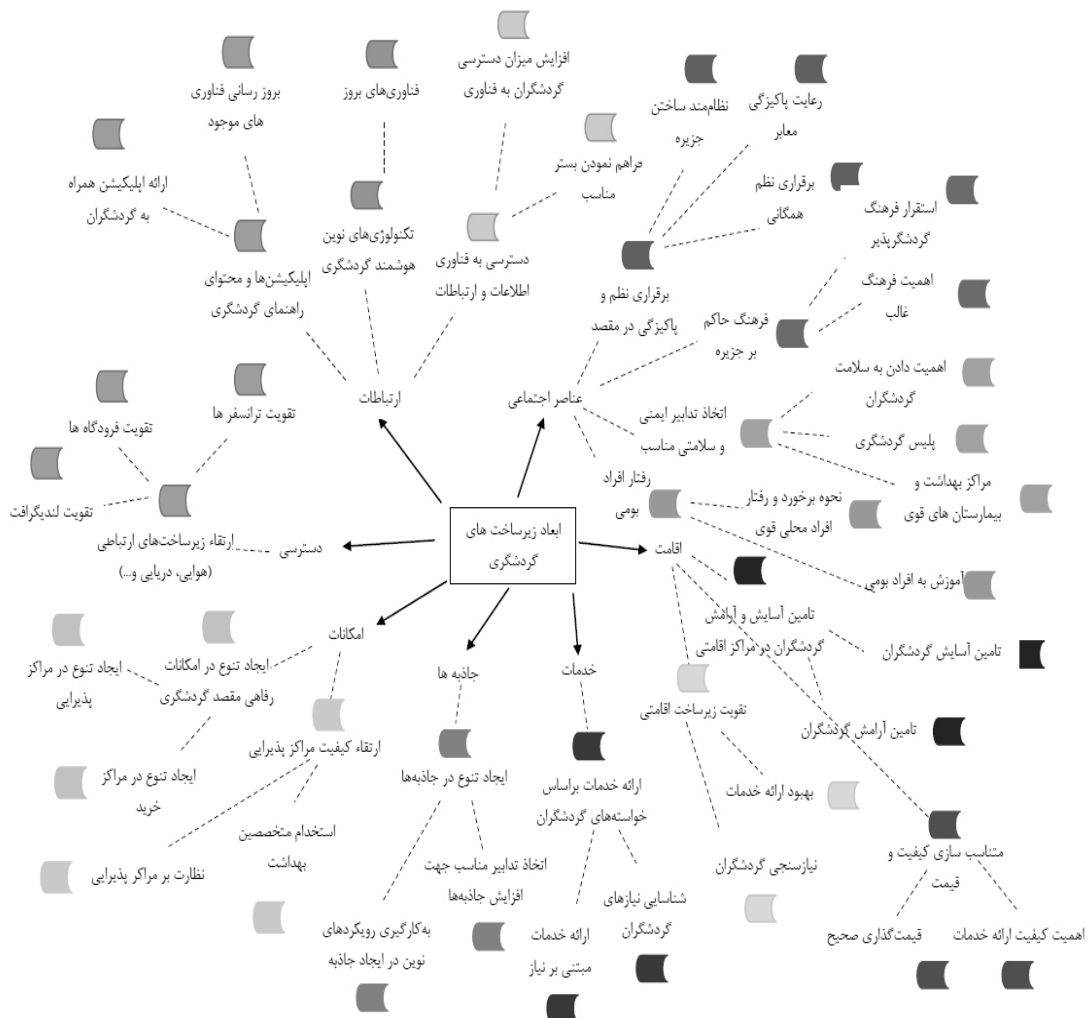 افزایش میزان دسترسی
گردشگران به فناوری
فناوری‌های بروز
بروز رسانی فناوری
های موجود
ارائه اپلیکیشن همراه
به گردشگران
فراهم نمودن بستر
مناسب
تکنولوژی‌های نوین
هوشمند گردشگری
دسترسی به فناوری
اطلاعات و ارتباطات
اپلیکیشن‌ها و محتوای
راهنمای گردشگری
ارتباطات
رعایت پاکیزگی
معابر
نظام‌مند ساختن
جزیره
برقراری نظم
همگانی
استقرار فرهنگ
گردشگرپذیر
برقراری نظم و
پاکیزگی در مقصد
اهمیت فرهنگ
غالب
فرهنگ حاکم
بر جزیره
عناصر اجتماعی
اهمیت دادن به سلامت
گردشگران
اتخاذ تدابیر ایمنی
و سلامتی مناسب
پلیس گردشگری
مراکز بهداشت و
بیمارستان های قوی
رفتار افراد
بومی
نحوه برخورد و رفتار
افراد محلی قوی
آموزش به افراد بومی
تقویت ترانسفر ها
تقویت فرودگاه ها
تقویت لندیگرافت
ارتقاء زیرساخت‌های ارتباطی
(هوایی، دریایی و...)
دسترسی
ابعاد زیرساخت های
گردشگری
اقامت
تامین آسایش و آرامش
گردشگران در مراکز اقامتی
تامین آسایش گردشگران
تامین آرامش گردشگران
تقویت زیرساخت اقامتی
بهبود ارائه خدمات
نیازسنجی گردشگران
متناسب سازی کیفیت و
قیمت
اهمیت کیفیت ارائه خدمات
قیمت‌گذاری صحیح
امکانات
ایجاد تنوع در امکانات
رفاهی مقصد گردشگری
ایجاد تنوع در مراکز
پذیرایی
ایجاد تنوع در مراکز
خرید
ارتقاء کیفیت مراکز پذیرایی
استخدام متخصصین
بهداشت
نظارت بر مراکز پذیرایی
جاذبه ها
ایجاد تنوع در جاذبه‌ها
اتخاذ تدابیر مناسب جهت
افزایش جاذبه‌ها
به‌کارگیری رویکردهای
نوین در ایجاد جاذبه
خدمات
ارائه خدمات براساس
خواسته‌های گردشگران
شناسایی نیازهای
گردشگران
ارائه خدمات
مبتنی بر نیاز